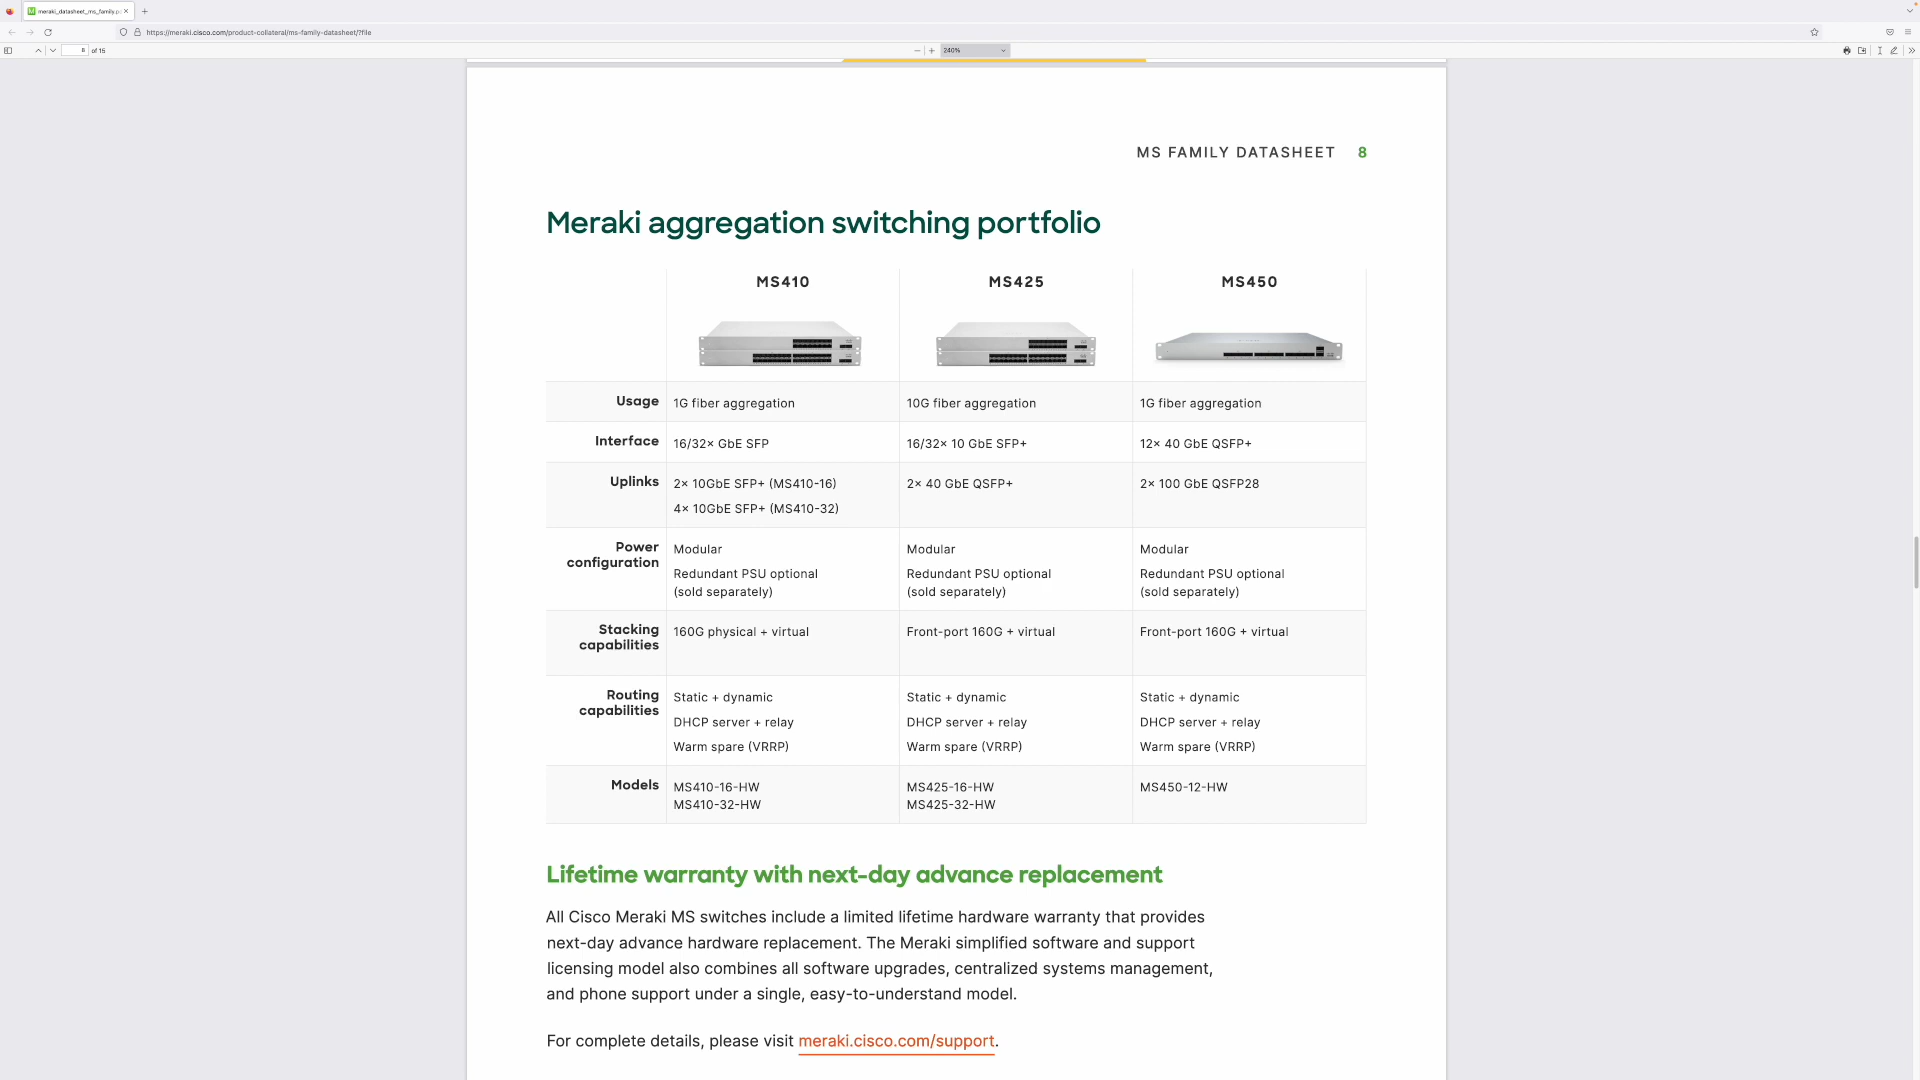 meraki_datasheet_ms_family.p
https://meraki.cisco.com/product-collateral/ms-family-datasheet/?file
8 of 15
240%
MS FAMILY DATASHEET 8
Meraki aggregation switching portfolio
MS410 MS425 MS450
Usage 1G fiber aggregation 10G fiber aggregation 1G fiber aggregation
Interface 16/32× GbE SFP 16/32× 10 GbE SFP+ 12× 40 GbE QSFP+
Uplinks 2× 10GbE SFP+ (MS410-16) 2× 40 GbE QSFP+ 2× 100 GbE QSFP28
4× 10GbE SFP+ (MS410-32)
Power configuration Modular Modular Modular
Redundant PSU optional Redundant PSU optional Redundant PSU optional
(sold separately) (sold separately) (sold separately)
Stacking capabilities 160G physical + virtual Front-port 160G + virtual Front-port 160G + virtual
Routing capabilities Static + dynamic Static + dynamic Static + dynamic
DHCP server + relay DHCP server + relay DHCP server + relay
Warm spare (VRRP) Warm spare (VRRP) Warm spare (VRRP)
Models MS410-16-HW MS425-16-HW MS450-12-HW
MS410-32-HW MS425-32-HW
Lifetime warranty with next-day advance replacement
All Cisco Meraki MS switches include a limited lifetime hardware warranty that provides
next-day advance hardware replacement. The Meraki simplified software and support
licensing model also combines all software upgrades, centralized systems management,
and phone support under a single, easy-to-understand model.
For complete details, please visit meraki.cisco.com/support.